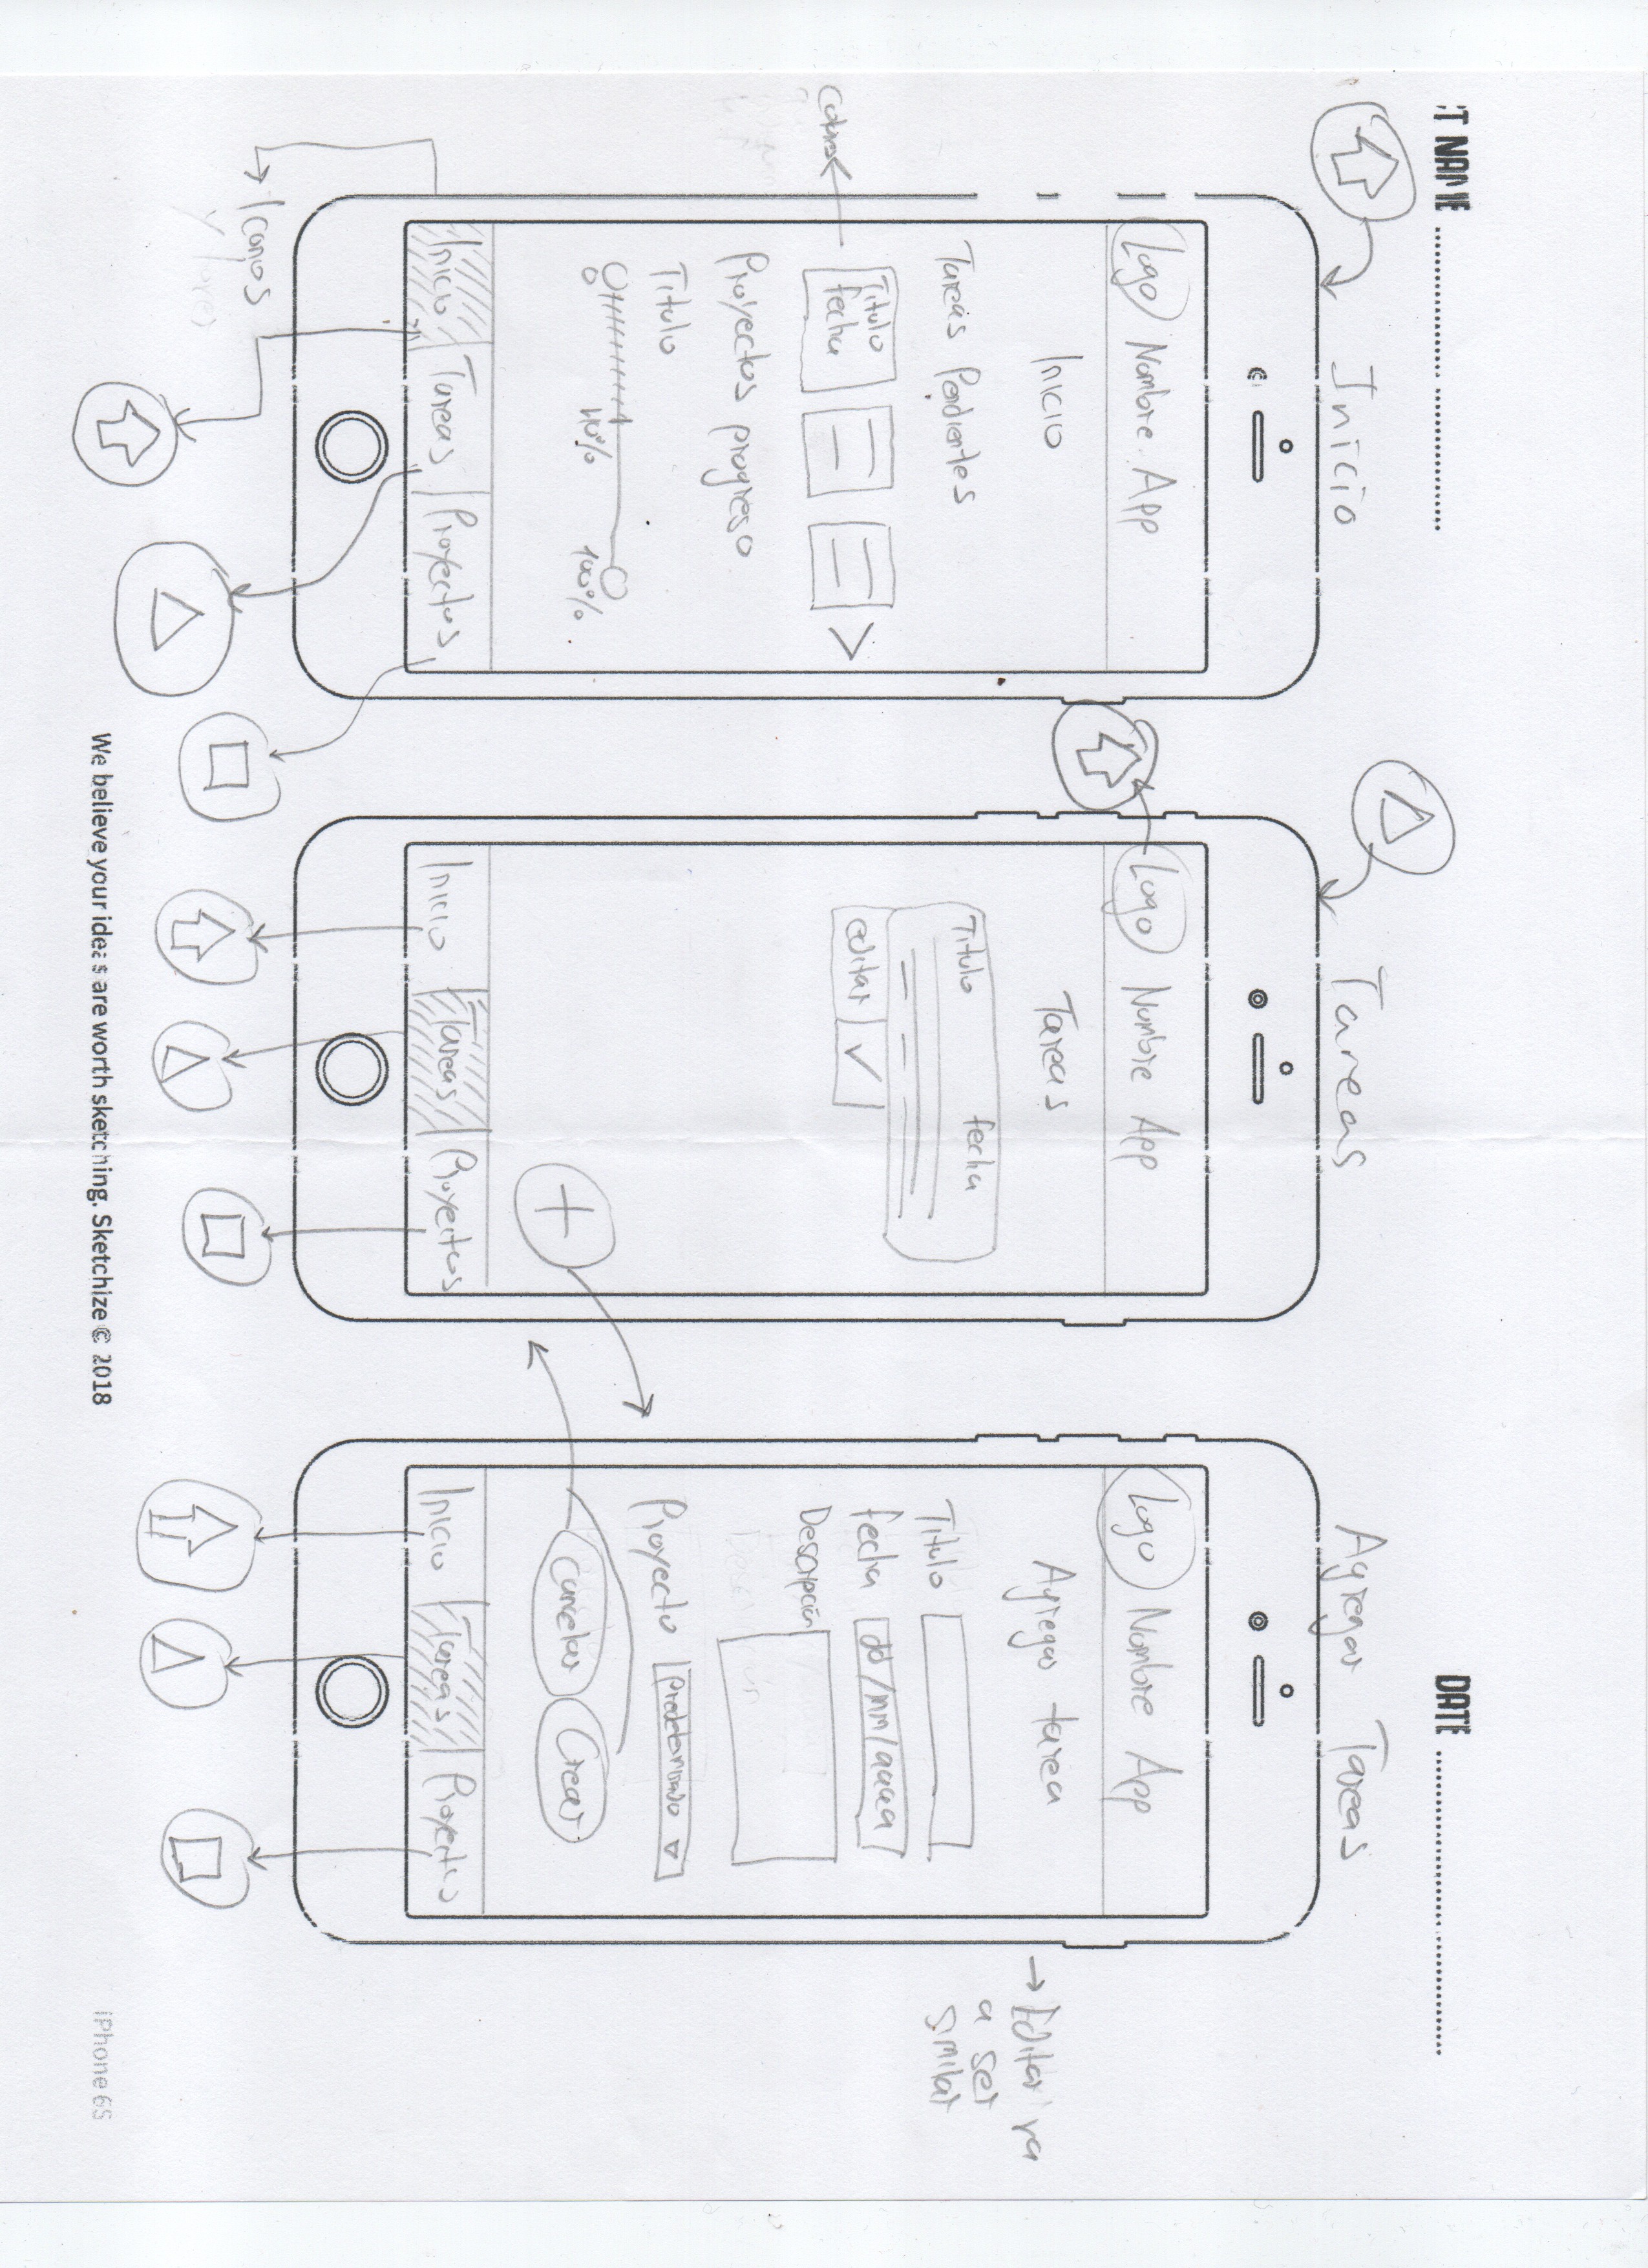 CT NAME
DATE
Inicio
Logo Nombre App
Inicio
Tareas Pendientes
Titulo
fecha
Proyectos progreso
Titulo
0 40% 100%
Inicio Tareas Proyectos
Iconos
Tareas
Logo Nombre App
Tareas
Titulo fecha
editar
Inicio Tareas Proyectos
Agregar Tareas
Logo Nombre App
Agregar tarea
Titulo
fecha dd/mm/aaaa
Descripción
Descripción
Proyecto predeterminado
Cancelar Crear
Inicio Tareas Proyectos
Editar va
a ser
similar
We believe your ideas are worth sketching. Sketchize © 2018
iPhone 6S